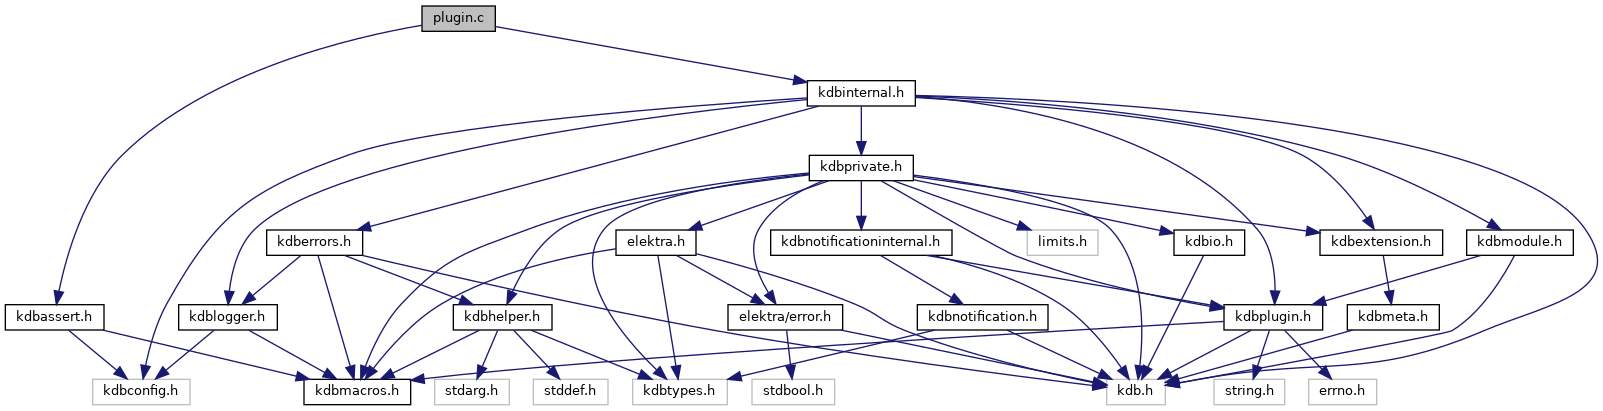 plugin.c
kdbinternal.h
kdbprivate.h
kdberrors.h
elektra.h
kdbnotificationinternal.h
limits.h
kdbio.h
kdbextension.h
kdbmodule.h
kdbassert.h
kdblogger.h
kdbhelper.h
elektra/error.h
kdbnotification.h
kdbplugin.h
kdbmeta.h
kdbconfig.h
kdbmacros.h
stdarg.h
stddef.h
kdbtypes.h
stdbool.h
kdb.h
string.h
errno.h